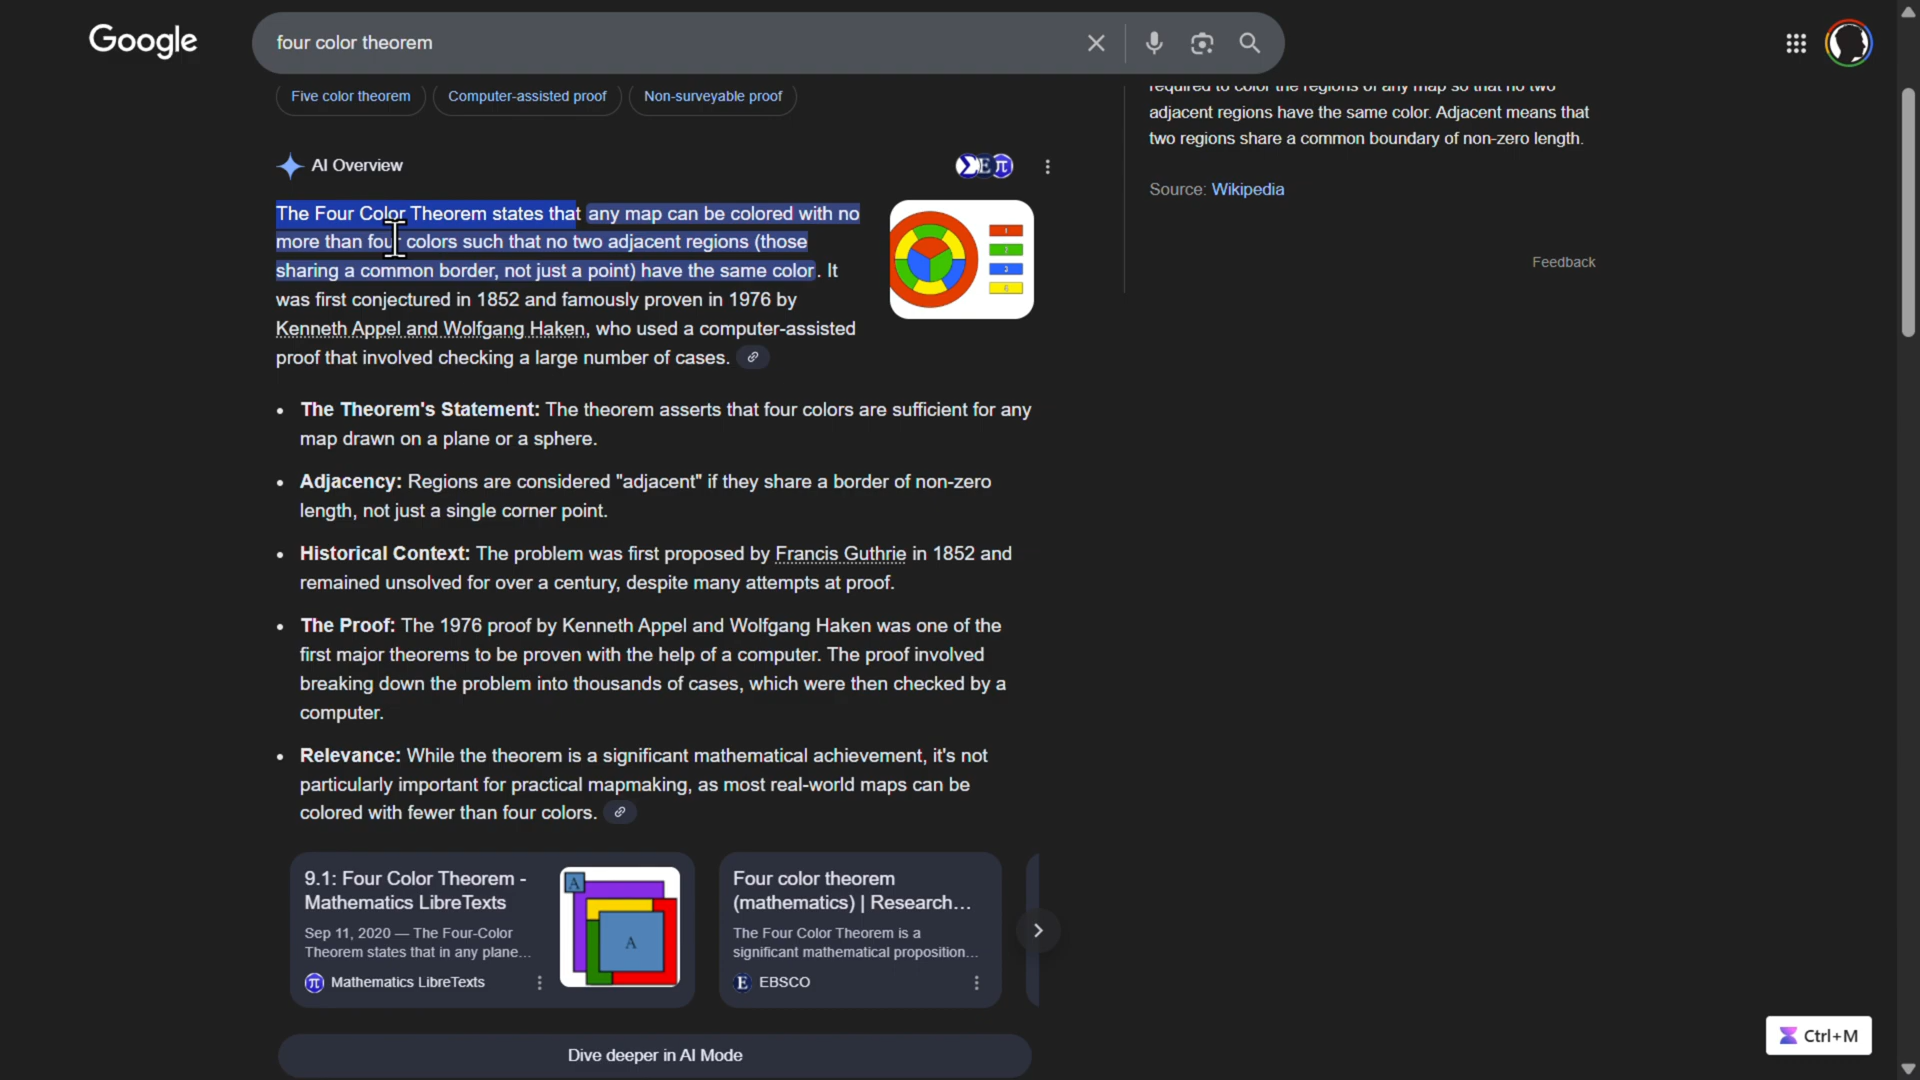 Google
four color theorem
Five color theorem
Computer-assisted proof
Non-surveyable proof
required to color the regions of any map so that no two
adjacent regions have the same color. Adjacent means that
two regions share a common boundary of non-zero length.
Source: Wikipedia
Feedback
AI Overview
The Four Color Theorem states that any map can be colored with no
more than four colors such that no two adjacent regions (those
sharing a common border, not just a point) have the same color. It
was first conjectured in 1852 and famously proven in 1976 by
Kenneth Appel and Wolfgang Haken, who used a computer-assisted
proof that involved checking a large number of cases.
• The Theorem's Statement: The theorem asserts that four colors are sufficient for any
map drawn on a plane or a sphere.
• Adjacency: Regions are considered "adjacent" if they share a border of non-zero
length, not just a single corner point.
• Historical Context: The problem was first proposed by Francis Guthrie in 1852 and
remained unsolved for over a century, despite many attempts at proof.
• The Proof: The 1976 proof by Kenneth Appel and Wolfgang Haken was one of the
first major theorems to be proven with the help of a computer. The proof involved
breaking down the problem into thousands of cases, which were then checked by a
computer.
• Relevance: While the theorem is a significant mathematical achievement, it's not
particularly important for practical mapmaking, as most real-world maps can be
colored with fewer than four colors.
9.1: Four Color Theorem -
Mathematics LibreTexts
Sep 11, 2020 — The Four-Color
Theorem states that in any plane...
π Mathematics LibreTexts
A
A
Four color theorem
(mathematics) | Research...
The Four Color Theorem is a
significant mathematical proposition...
E EBSCO
Dive deeper in AI Mode
Ctrl+M